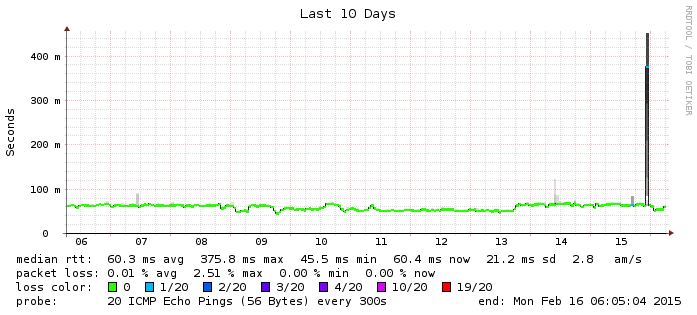 Last 10 Days
RRDTOOL / TOBI OETIKER
Seconds
400 m
300 m
200 m
100 m
0
06 07 08 09 10 11 12 13 14 15
median rtt: 60.3 ms avg 375.8 ms max 45.5 ms min 60.4 ms now 21.2 ms sd 2.8 am/s
packet loss: 0.01 % avg 2.51 % max 0.00 % min 0.00 % now
loss color: 0 1/20 2/20 3/20 4/20 10/20 19/20
probe: 20 ICMP Echo Pings (56 Bytes) every 300s end: Mon Feb 16 06:05:04 2015